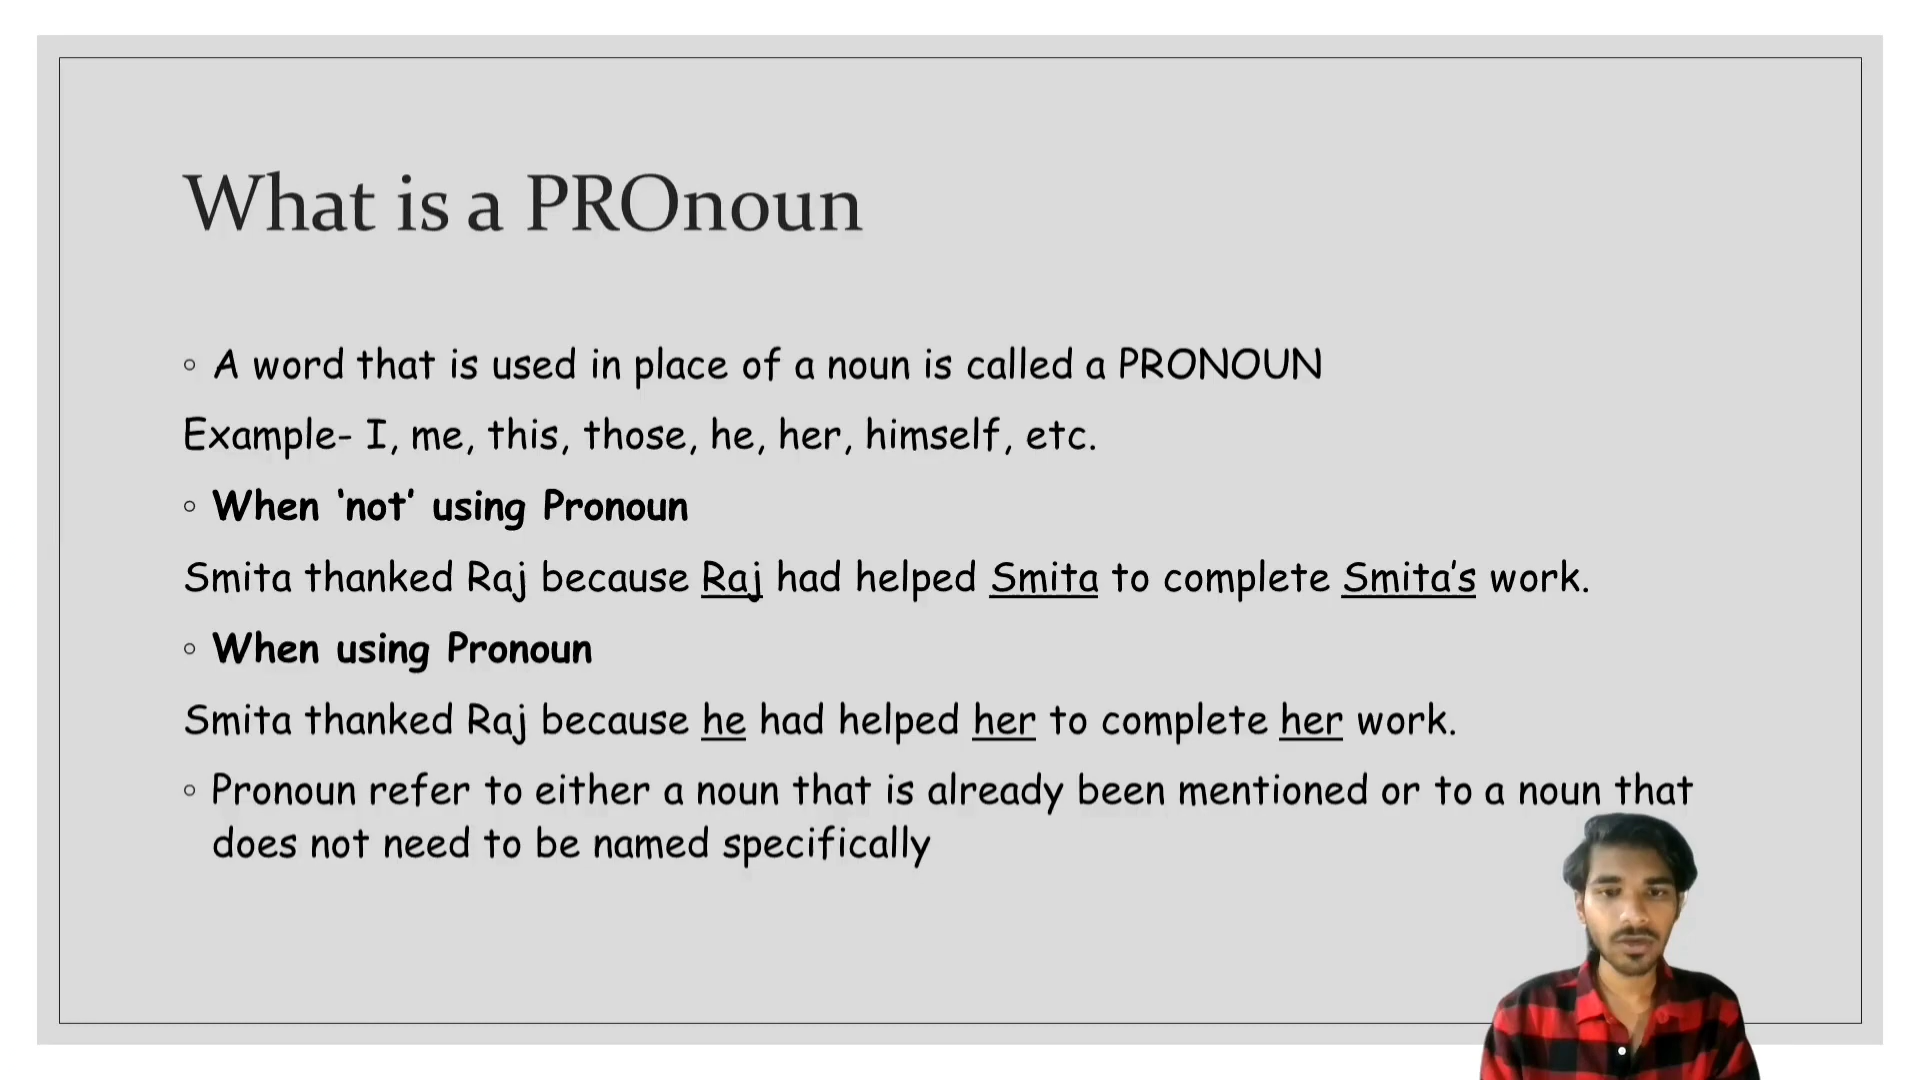 What is a PROnoun
◦ A word that is used in place of a noun is called a PRONOUN
Example- I, me, this, those, he, her, himself, etc.
◦ When ‘not’ using Pronoun
Smita thanked Raj because Raj had helped Smita to complete Smita’s work.
◦ When using Pronoun
Smita thanked Raj because he had helped her to complete her work.
◦ Pronoun refer to either a noun that is already been mentioned or to a noun that
does not need to be named specifically